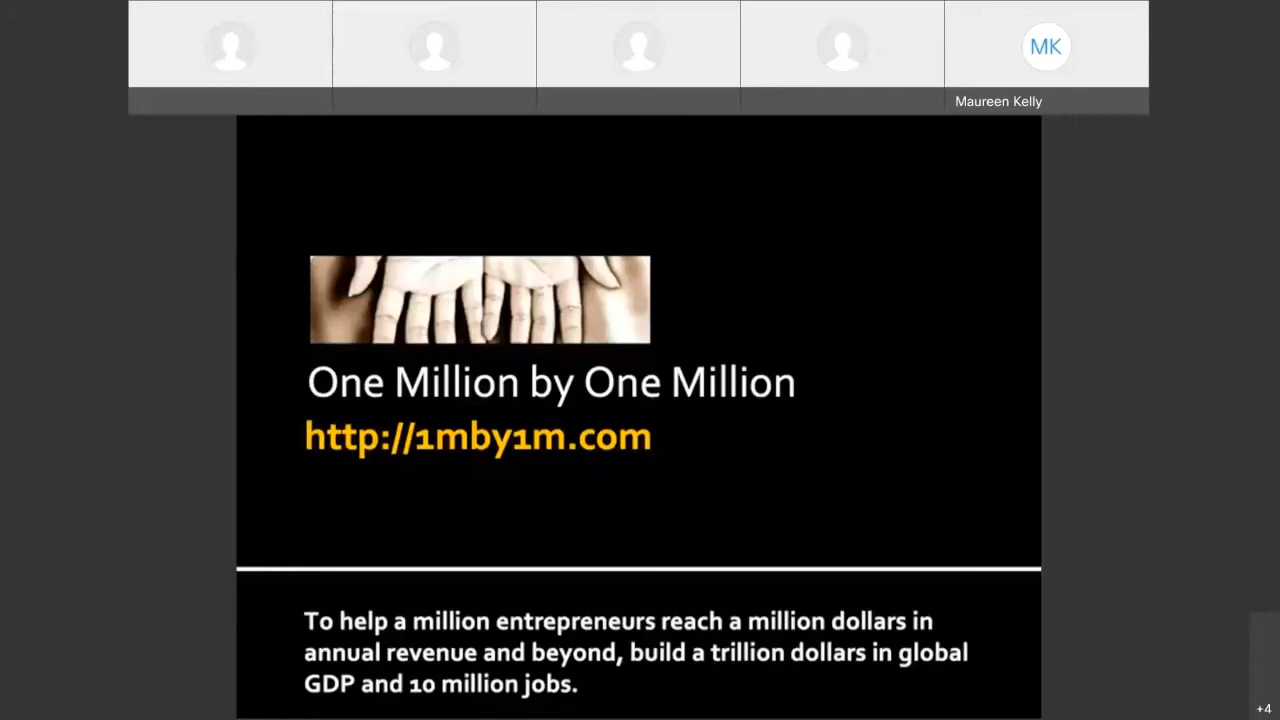 MK
Maureen Kelly
One Million by One Million
http://1mby1m.com
To help a million entrepreneurs reach a million dollars in
annual revenue and beyond, build a trillion dollars in global
GDP and 10 million jobs.
+4